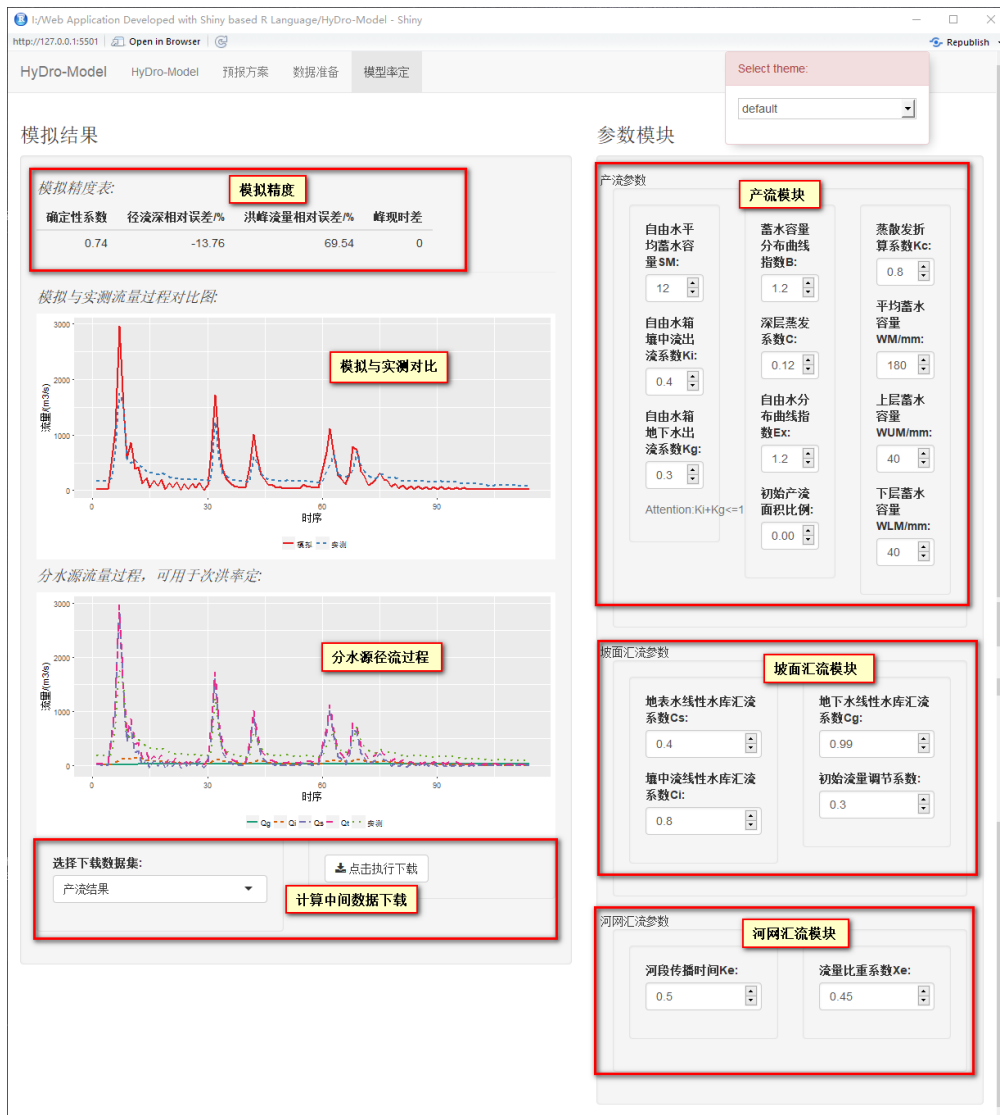 I:/Web Application Developed with Shiny based R Language/HyDro-Model - Shiny
http://127.0.0.1:5501 Open in Browser Republish
HyDro-Model HyDro-Model 预报方案 数据准备 模型率定
Select theme:
default
模拟结果
模拟精度表:
模拟精度
确定性系数 径流深相对误差/% 洪峰流量相对误差/% 峰现时差
0.74 -13.76 69.54 0
模拟与实测流量过程对比图:
模拟与实测对比
流量/(m3/s)
3000
2000
1000
0
0 30 60 90
时序
模拟 实测
分水源流量过程，可用于次洪率定:
分水源径流过程
流量/(m3/s)
3000
2000
1000
0
0 30 60 90
时序
Qg Qi Qs Qt 实测
选择下载数据集:
产流结果
点击执行下载
计算中间数据下载
参数模块
产流参数
产流模块
自由水平
均蓄水容
量SM:
12
自由水箱
壤中流出
流系数Ki:
0.4
自由水箱
地下水出
流系数Kg:
0.3
Attention:Ki+Kg<=1
蓄水容量
分布曲线
指数B:
1.2
深层蒸发
系数C:
0.12
自由水分
布曲线指
数Ex:
1.2
初始产流
面积比例:
0.00
蒸散发折
算系数Kc:
0.8
平均蓄水
容量
WM/mm:
180
上层蓄水
容量
WUM/mm:
40
下层蓄水
容量
WLM/mm:
40
坡面汇流参数
坡面汇流模块
地表水线性水库汇流
系数Cs:
0.4
壤中流线性水库汇流
系数Ci:
0.8
地下水线性水库汇流
系数Cg:
0.99
初始流量调节系数:
0.3
河网汇流参数
河网汇流模块
河段传播时间Ke:
0.5
流量比重系数Xe:
0.45